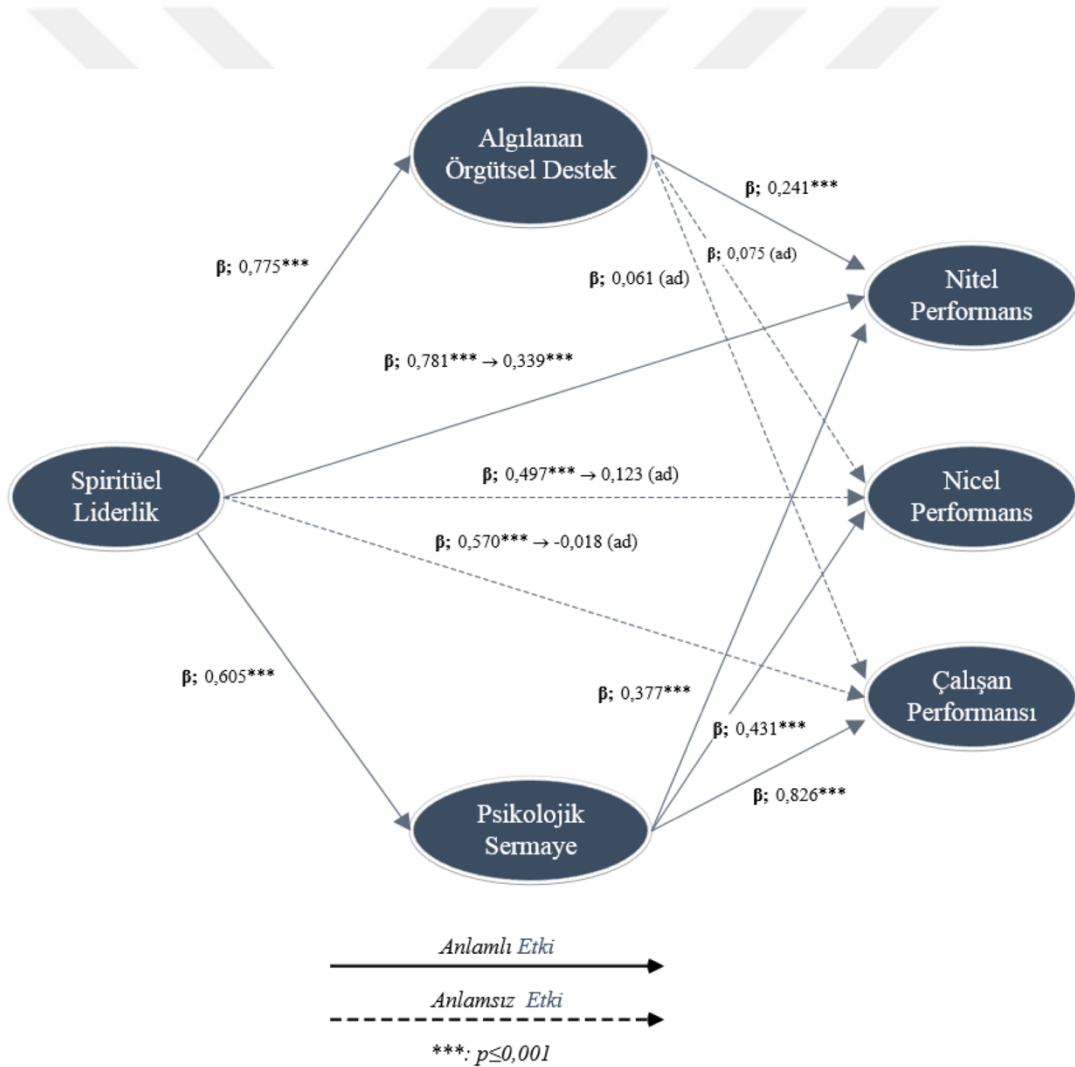 Algılanan
Örgütsel Destek
β; 0,241***
β; 0,075 (ad)
β; 0,775***
β; 0,061 (ad)
Nitel
Performans
β; 0,781*** → 0,339***
Spiritüel
Liderlik
β; 0,497*** → 0,123 (ad)
Nicel
Performans
β; 0,570*** → -0,018 (ad)
β; 0,605***
β; 0,377***
Çalışan
Performansı
β; 0,431***
β; 0,826***
Psikolojik
Sermaye
Anlamlı Etki
Anlamsız Etki
***: p≤0,001